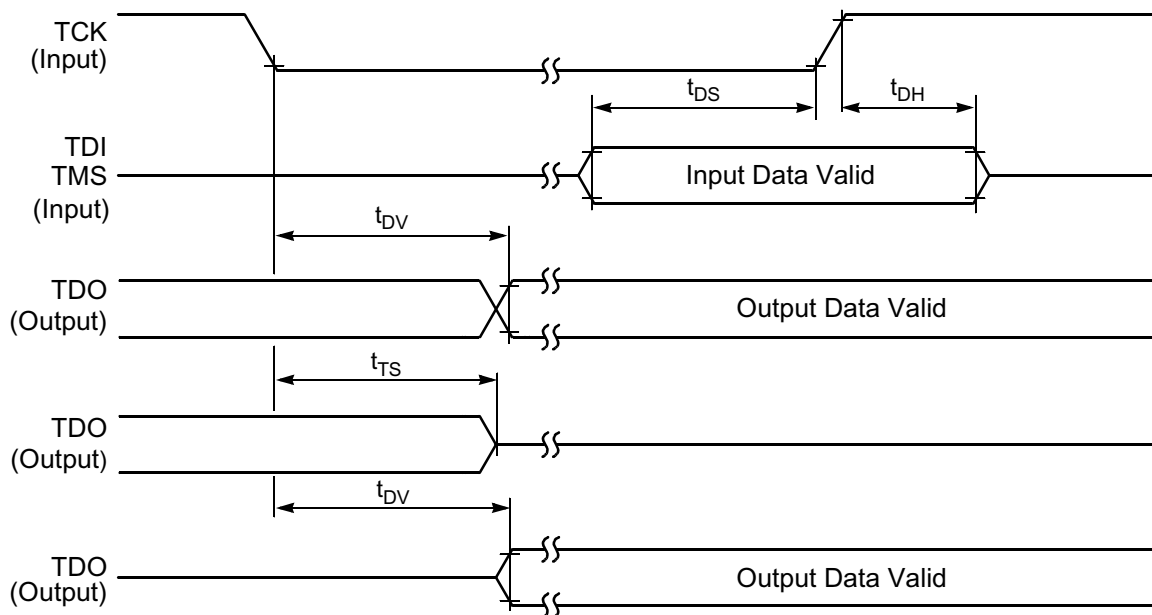 TCK
(Input)
tDS
tDH
TDI
TMS
(Input)
Input Data Valid
tDV
TDO
(Output)
Output Data Valid
tTS
TDO
(Output)
tDV
TDO
(Output)
Output Data Valid